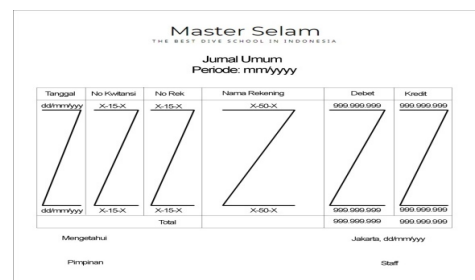 Master Selam
THE BEST DIVE SCHOOL IN INDONESIA
Jurnal Umum
Periode: mm/yyyy
Tanggal No Kwitansi No Rek Nama Rekening Debet Kredit
dd/mm/yyy X-15-X X-15-X X-50-X 999.999.999 999.999.999
dd/mm/yyy X-15-X X-15-X X-50-X 999.999.999 999.999.999
Total 999.999.999 999.999.999
Mengetahui Jakarta, dd/mm/yyy
Pimpinan Staff